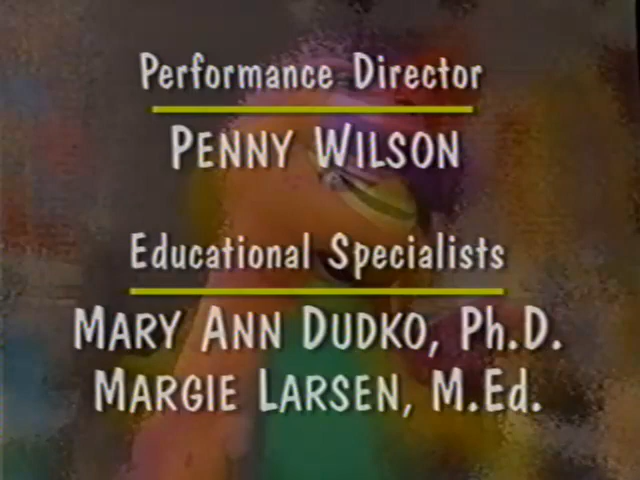 Performance Director
PENNY WILSON
Educational Specialists
MARY ANN DUDKO, Ph.D.
MARGIE LARSEN, M.Ed.